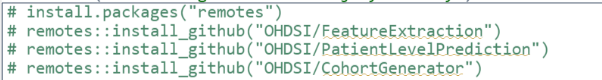 # install.packages("remotes")
# remotes::install_github("OHDSI/FeatureExtraction")
# remotes::install_github("OHDSI/PatientLevelPrediction")
# remotes::install_github("OHDSI/CohortGenerator")